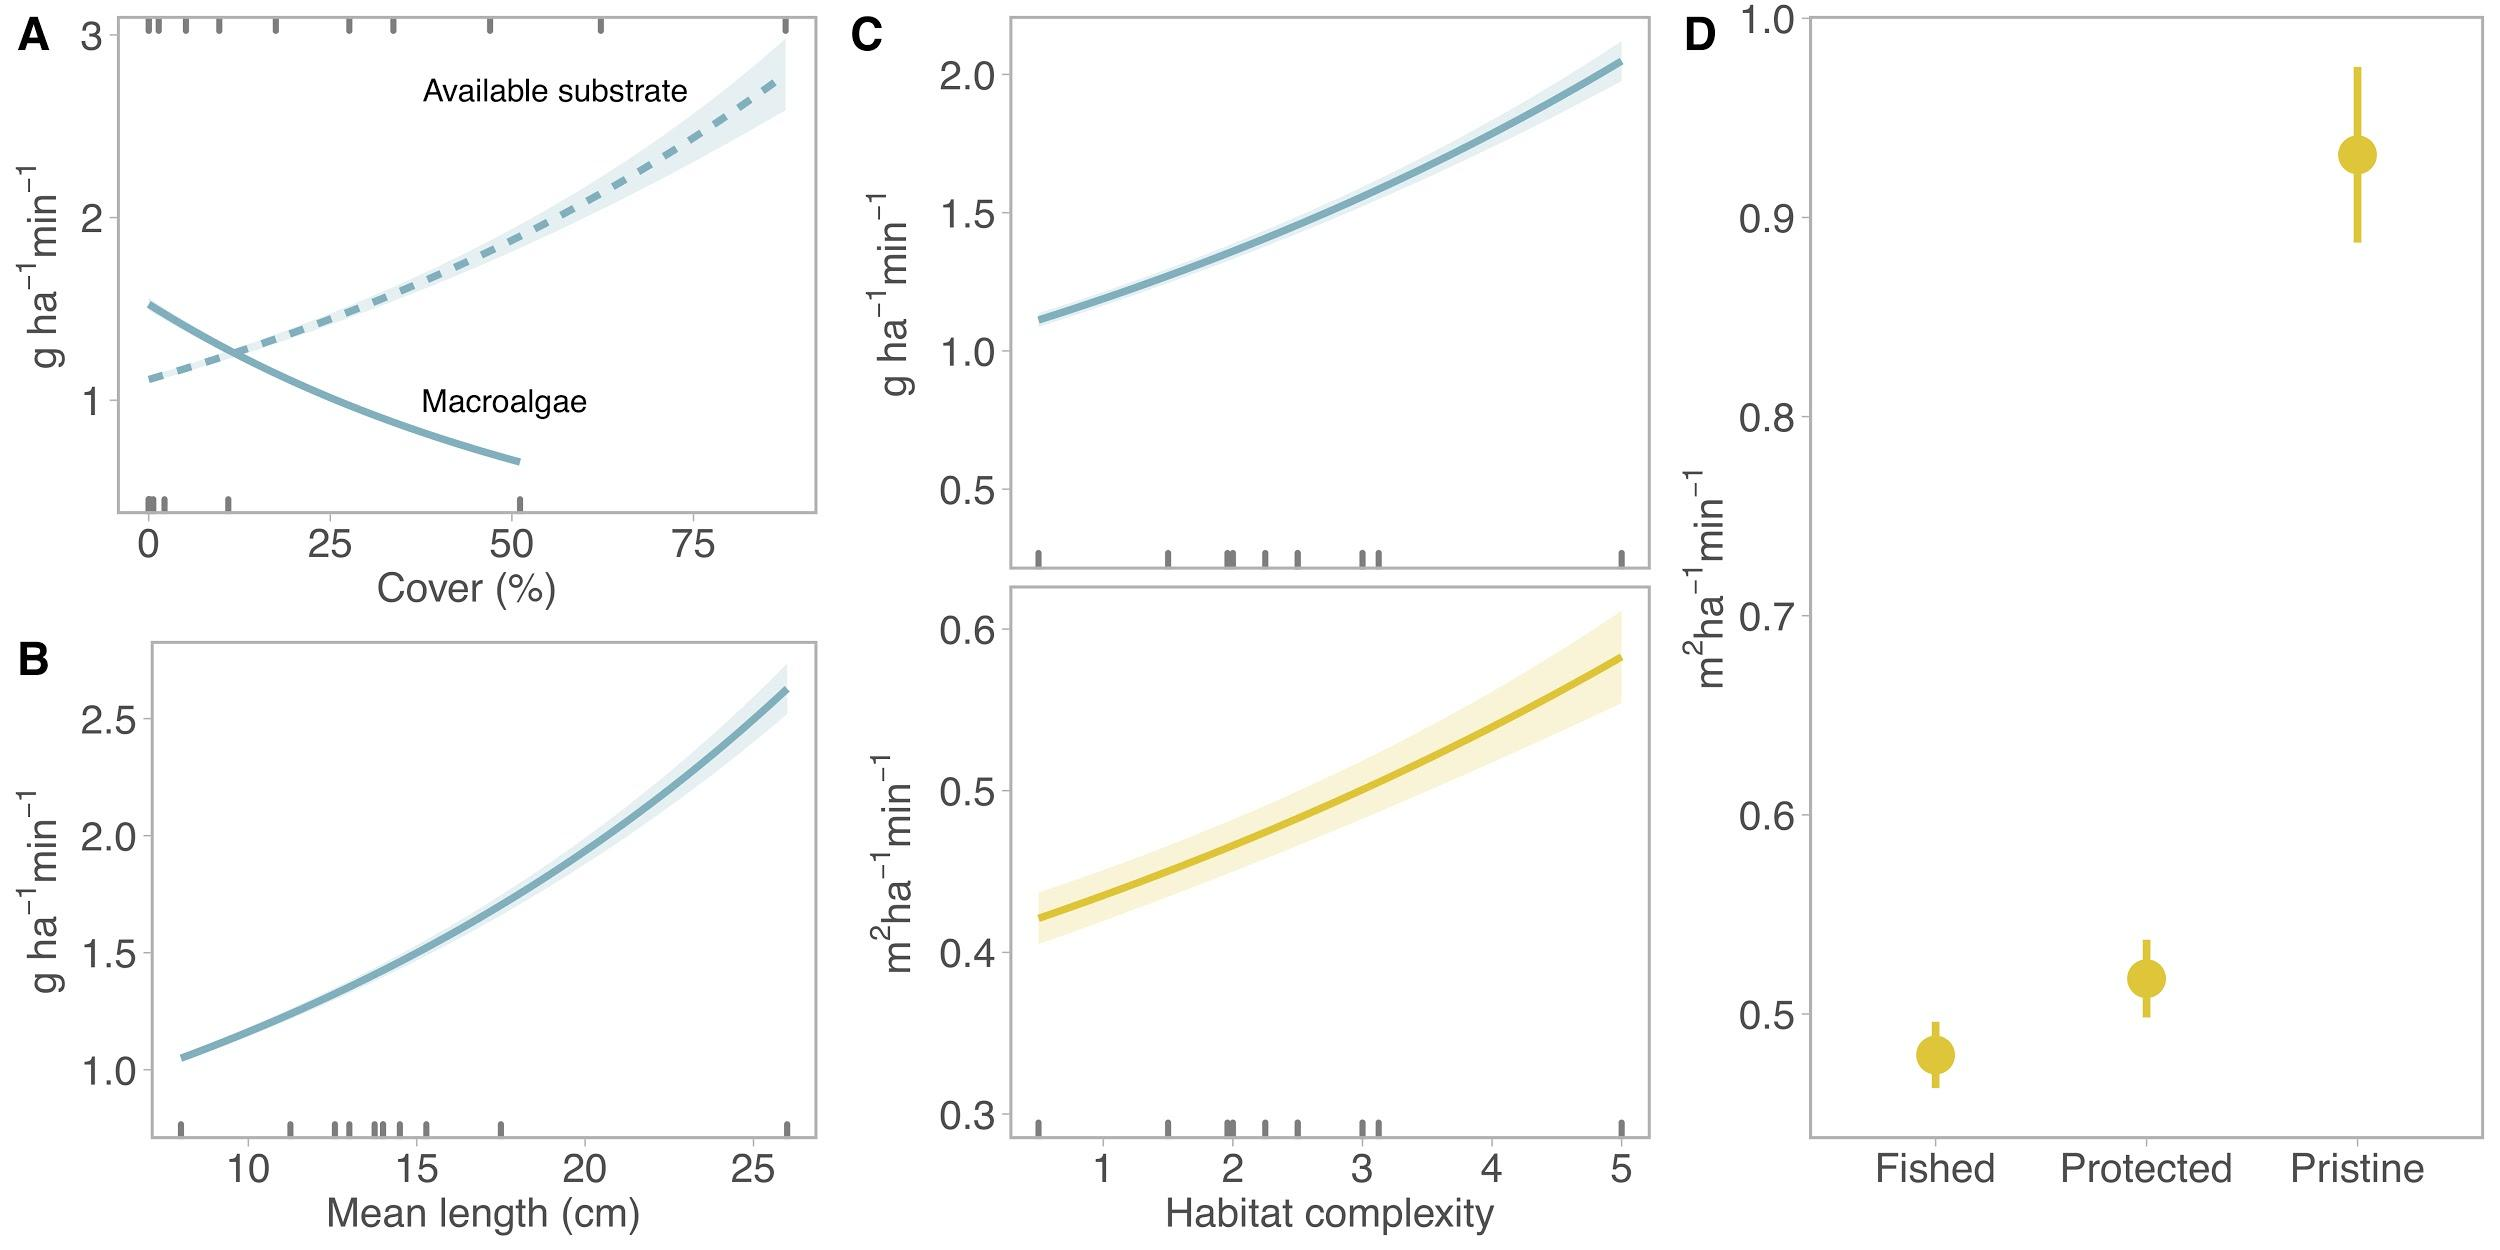 A
3
2
1
g ha−1min−1
Available substrate
Macroalgae
0 25 50 75
Cover (%)
B
2.5
2.0
1.5
1.0
g ha−1min−1
10 15 20 25
Mean length (cm)
C
2.0
1.5
1.0
0.5
g ha−1min−1
0.6
0.5
0.4
0.3
m2ha−1min−1
1 2 3 4 5
Habitat complexity
D
1.0
0.9
0.8
0.7
0.6
0.5
m2ha−1min−1
Fished Protected Pristine